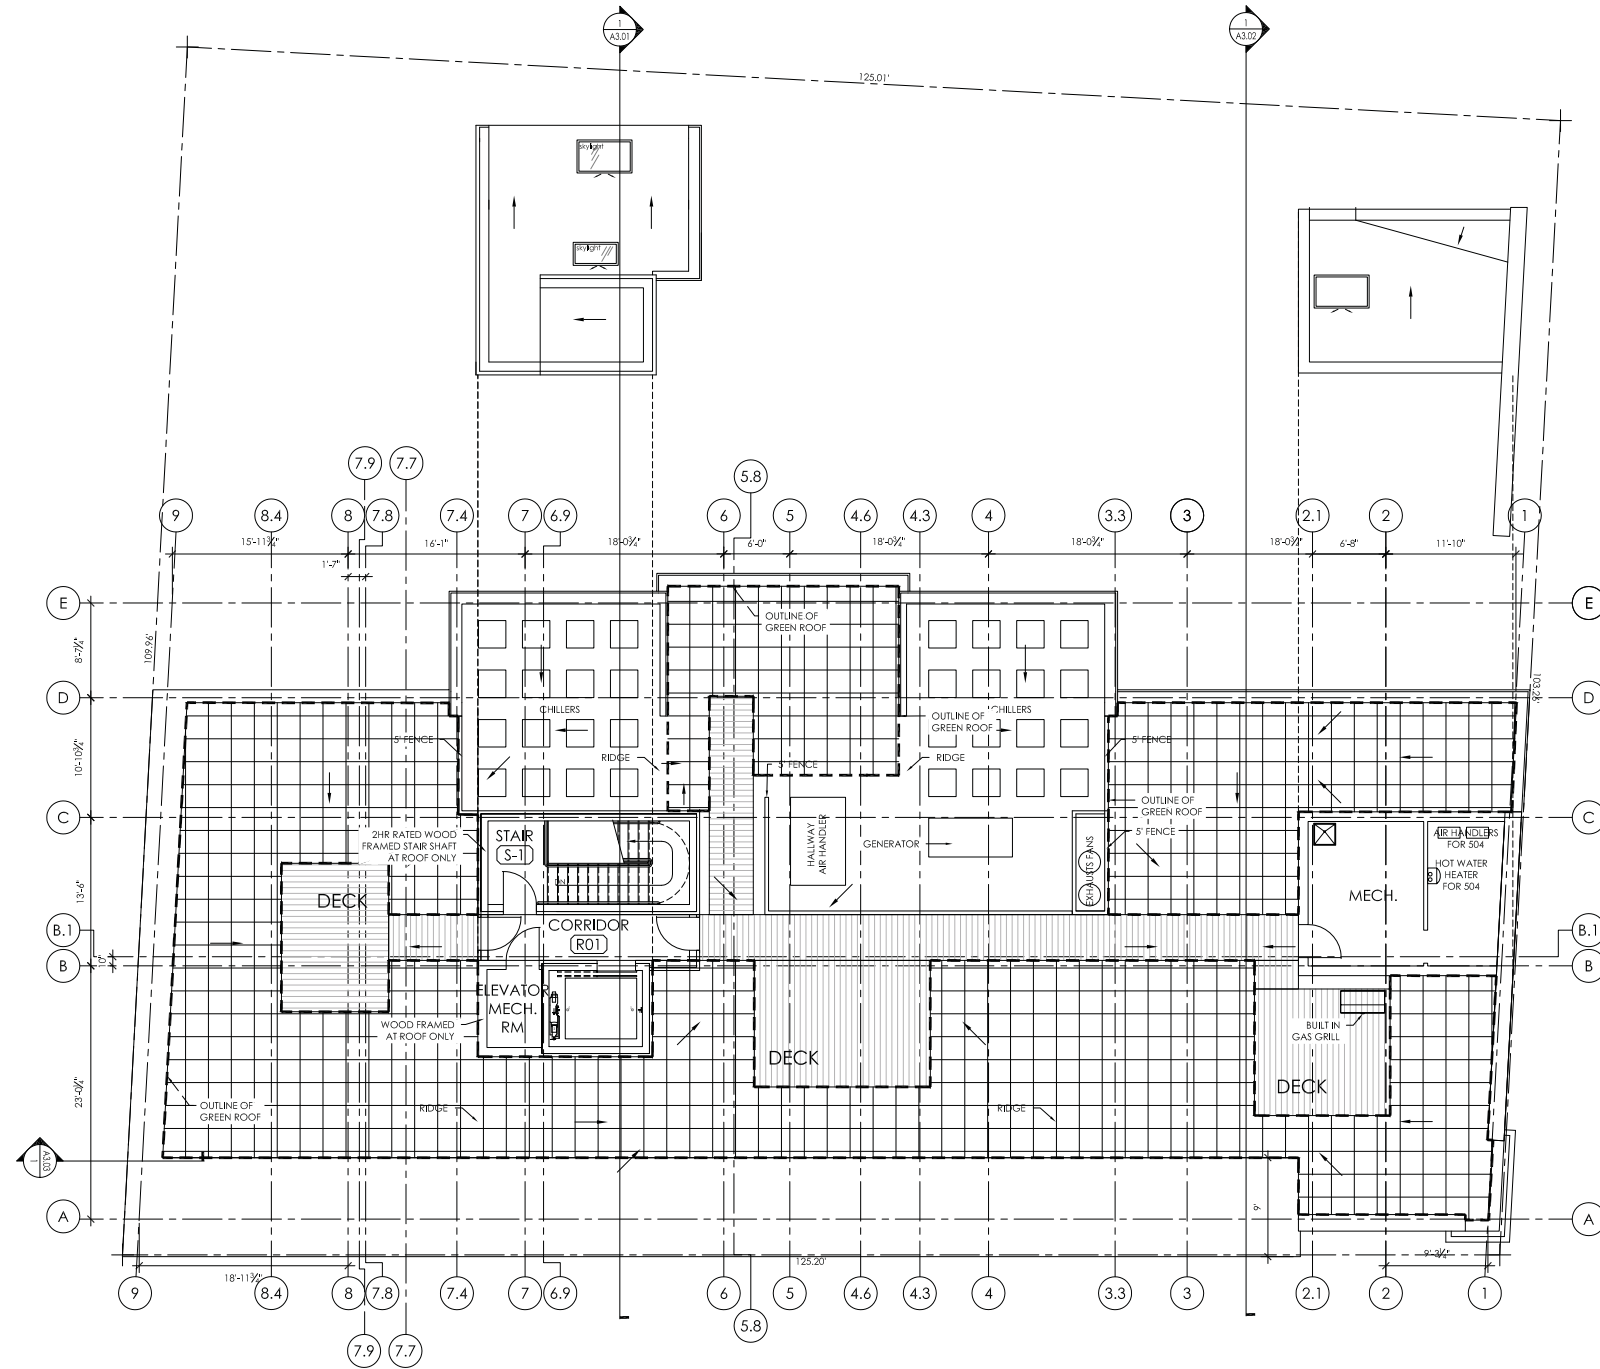 1
A3.01
1
A3.02
125.01'
skylight
skylight
7.9
7.7
5.8
9
8.4
8
7.8
7.4
7
6.9
6
5
4.6
4.3
4
3.3
3
2.1
2
1
15'-11¾"
16'-1"
18'-0¾"
6'-0"
18'-0¾"
18'-0¾"
18'-0¾"
6'-8"
11'-10"
1'-7"
E
E
109.96'
8'-7¼"
OUTLINE OF
GREEN ROOF
103.26'
D
D
CHILLERS
CHILLERS
OUTLINE OF
GREEN ROOF
5' FENCE
5' FENCE
10'-10¾"
RIDGE
RIDGE
5' FENCE
OUTLINE OF
GREEN ROOF
C
C
2HR RATED WOOD
FRAMED STAIR SHAFT
AT ROOF ONLY
STAIR
S-1
DN
HALLWAY
AIR HANDLER
GENERATOR
EXHAUSTS FANS
5' FENCE
AIR HANDLERS
FOR 504
HOT WATER
HEATER
FOR 504
13'-6"
DECK
MECH.
CORRIDOR
R01
B.1
B.1
10"
B
B
ELEVATOR
MECH.
RM
WOOD FRAMED
AT ROOF ONLY
BUILT IN
GAS GRILL
DECK
DECK
23'-0¼"
OUTLINE OF
GREEN ROOF
RIDGE
RIDGE
A3.03
1
A
A
9'
125.20'
18'-11¾"
9'-3¼"
9
8.4
8
7.8
7.4
7
6.9
6
5
4.6
4.3
4
3.3
3
2.1
2
1
5.8
7.9
7.7